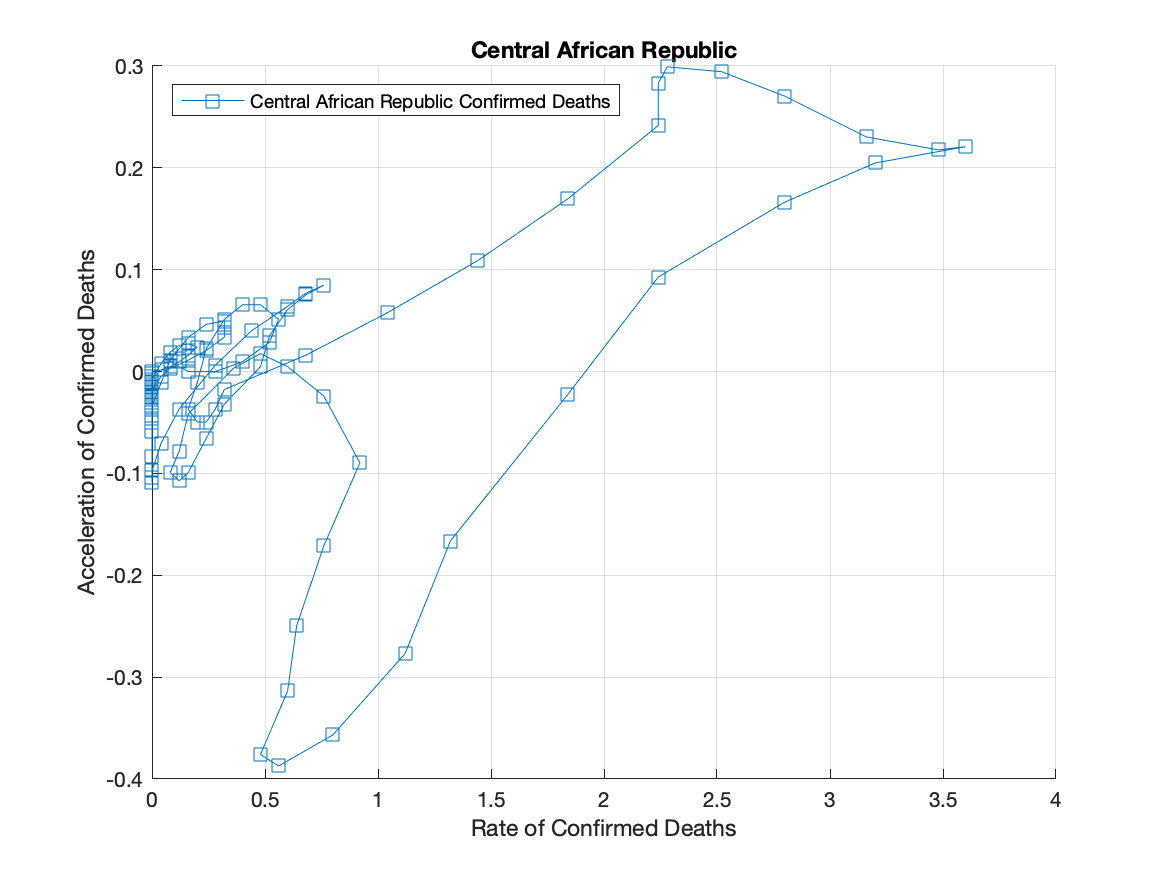 Central African Republic
Central African Republic Confirmed Deaths
Acceleration of Confirmed Deaths
0.3
0.2
0.1
0
-0.1
-0.2
-0.3
-0.4
0 0.5 1 1.5 2 2.5 3 3.5 4
Rate of Confirmed Deaths